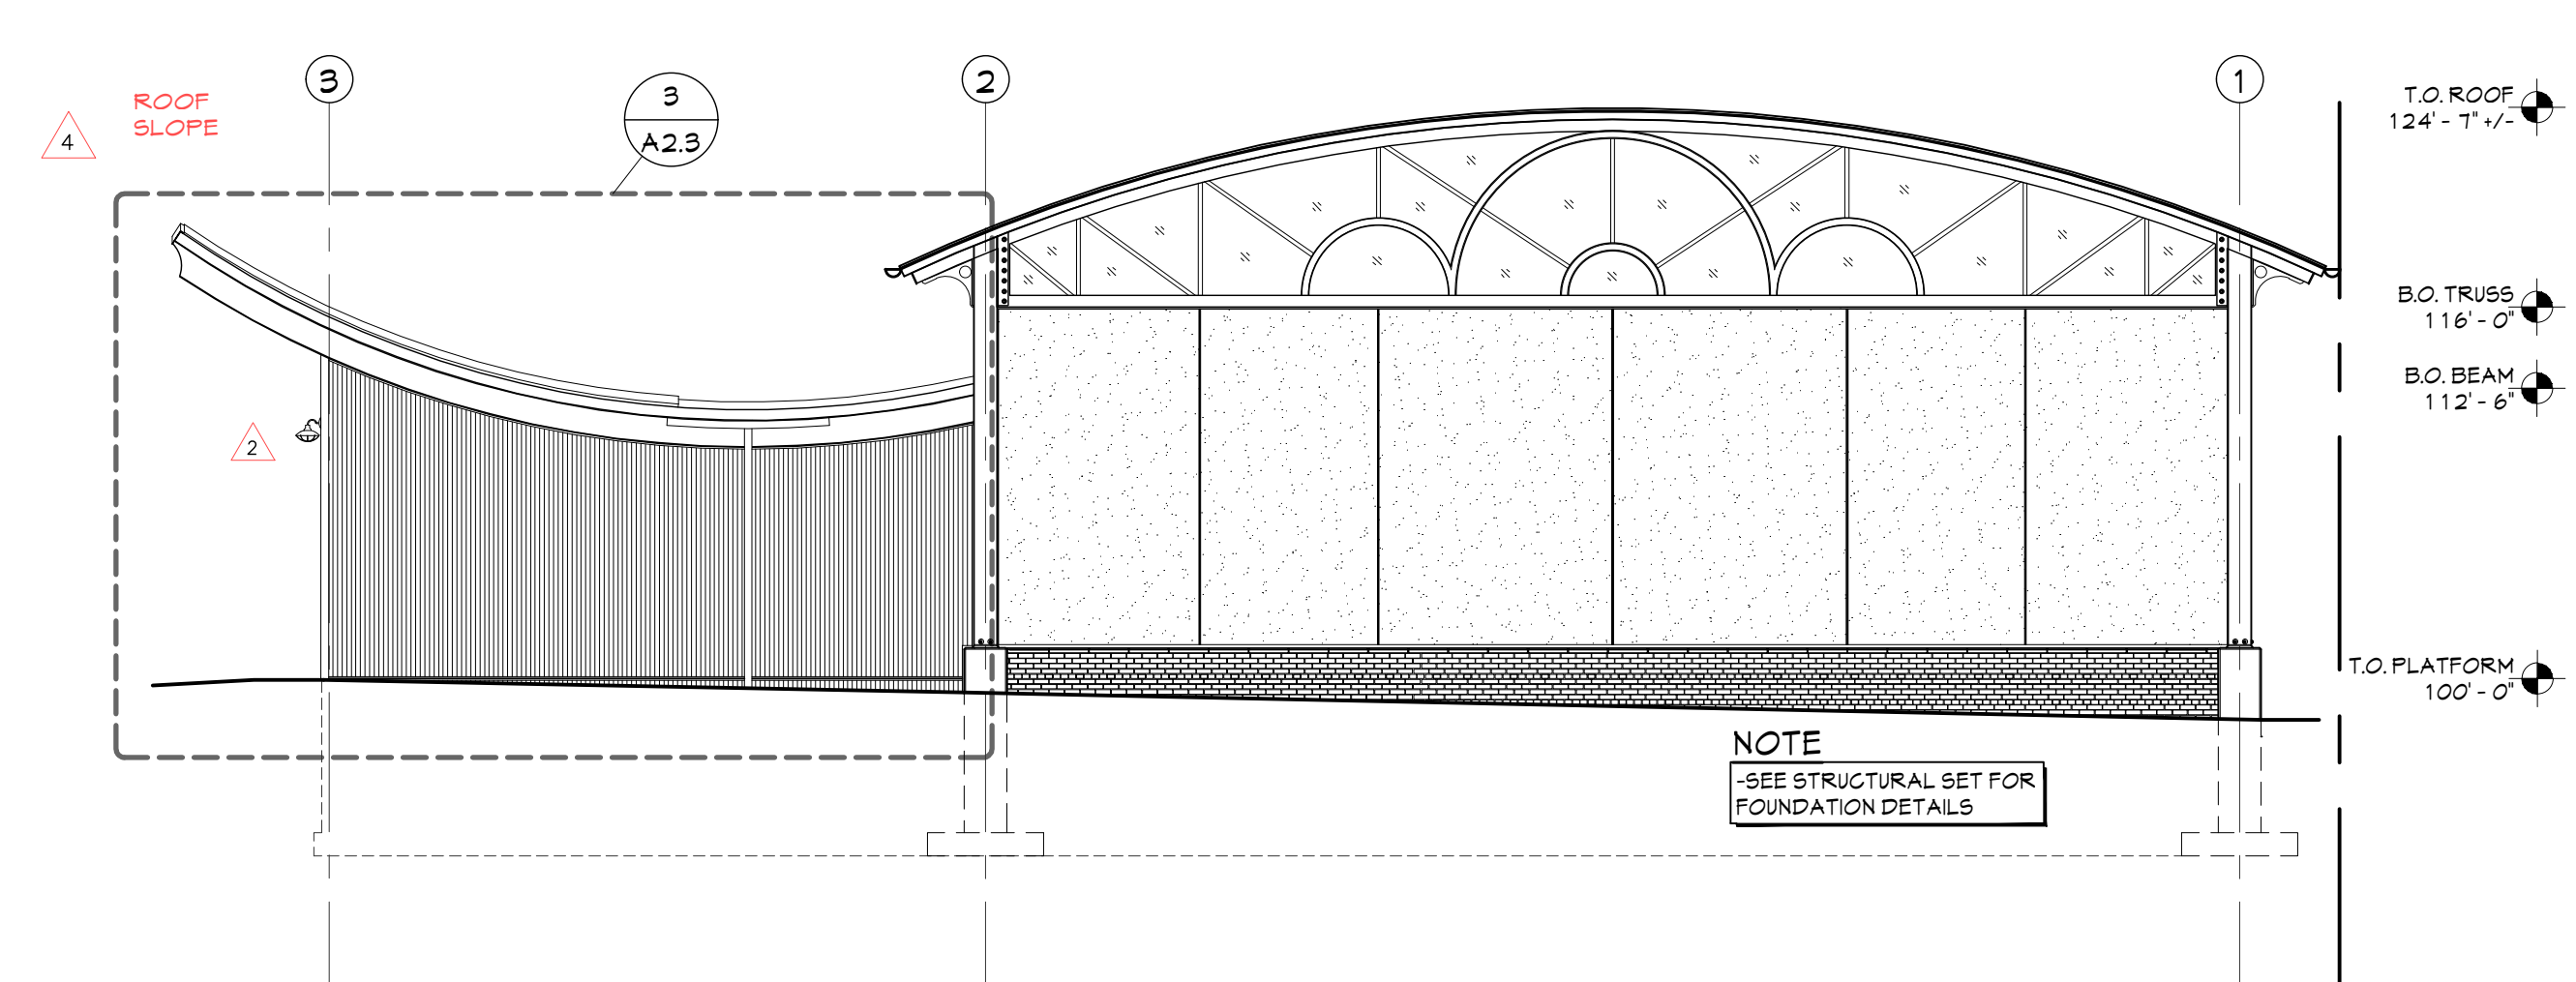 3
2
1
3
A2.3
4
ROOF
SLOPE
2
T.O. ROOF
124' - 7" +/-
B.O. TRUSS
116' - 0"
B.O. BEAM
112' - 6"
T.O. PLATFORM
100' - 0"
NOTE
-SEE STRUCTURAL SET FOR
FOUNDATION DETAILS